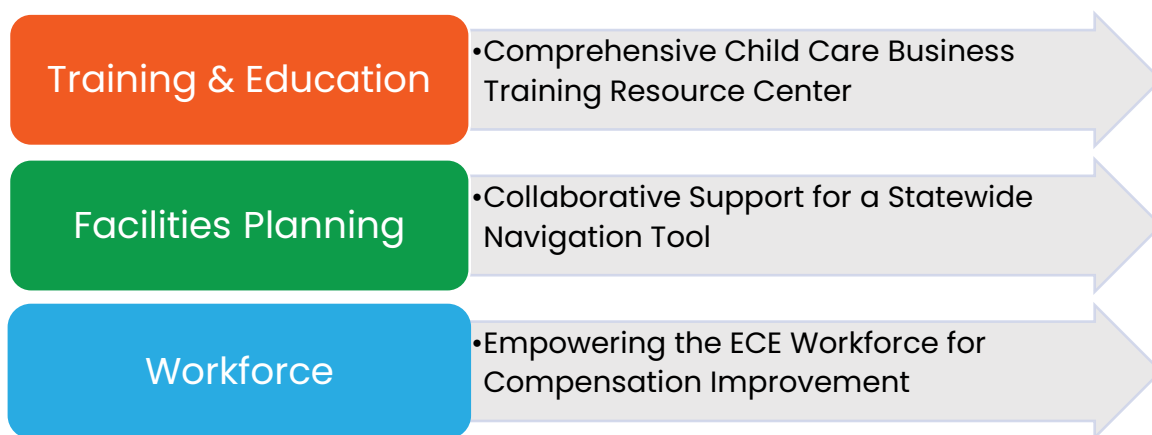 Training & Education
•Comprehensive Child Care Business
Training Resource Center
Facilities Planning
•Collaborative Support for a Statewide
Navigation Tool
Workforce
•Empowering the ECE Workforce for
Compensation Improvement